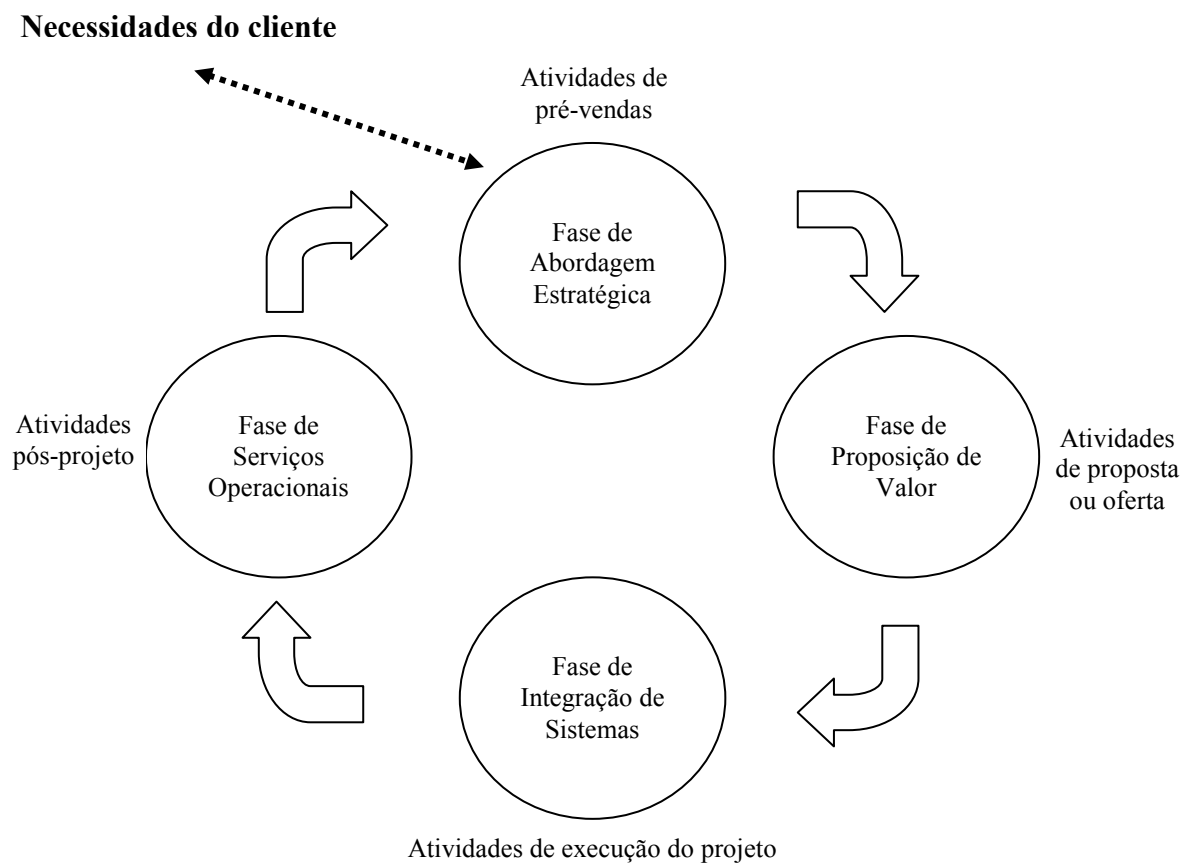 Necessidades do cliente
Atividades de
pré-vendas
Fase de
Abordagem
Estratégica
Atividades
pós-projeto
Fase de
Serviços
Operacionais
Fase de
Proposição de
Valor
Atividades
de proposta
ou oferta
Fase de
Integração de
Sistemas
Atividades de execução do projeto